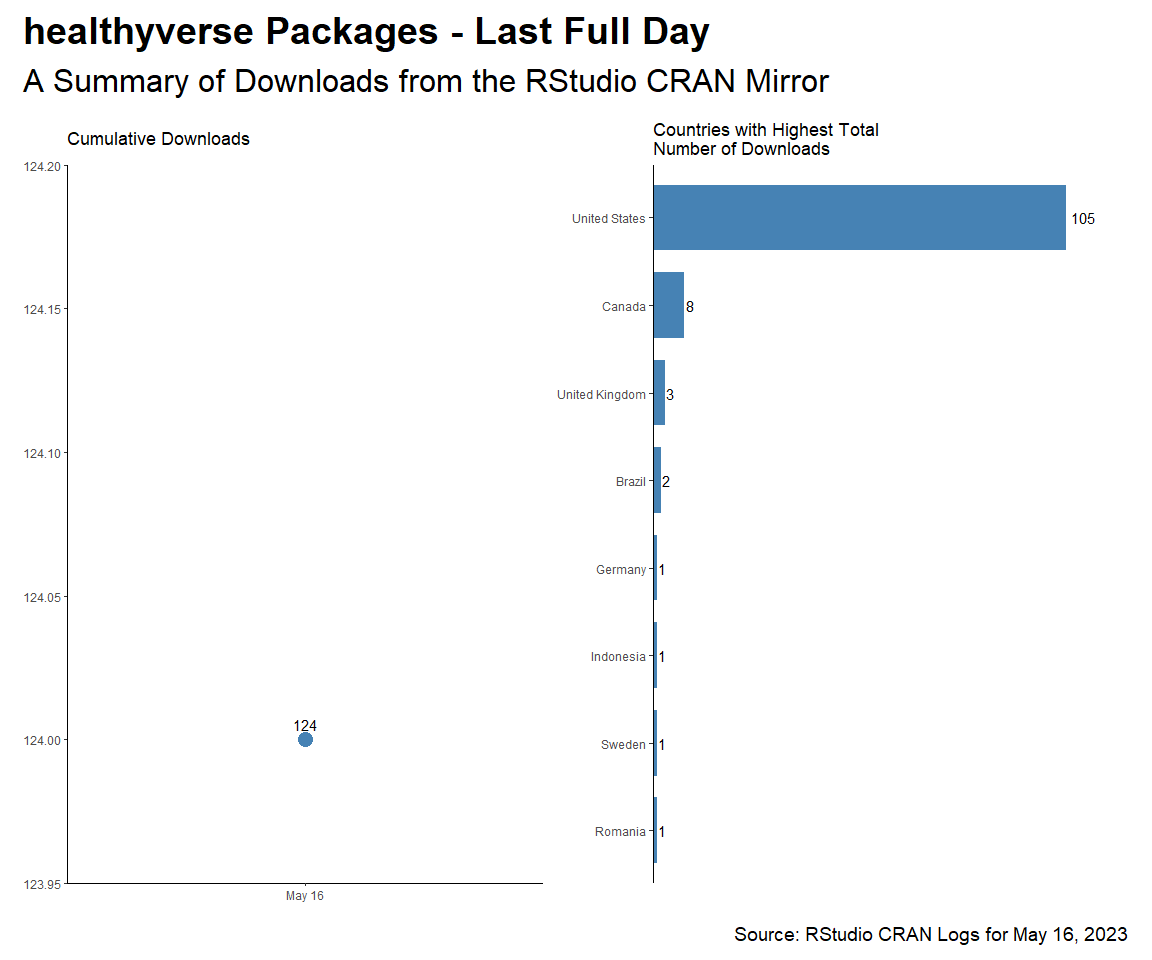 healthyverse Packages - Last Full Day
A Summary of Downloads from the RStudio CRAN Mirror
Cumulative Downloads
124.20
124.15
124.10
124.05
124.00
123.95
124
May 16
Countries with Highest Total
Number of Downloads
United States 105
Canada 8
United Kingdom 3
Brazil 2
Germany 1
Indonesia 1
Sweden 1
Romania 1
Source: RStudio CRAN Logs for May 16, 2023